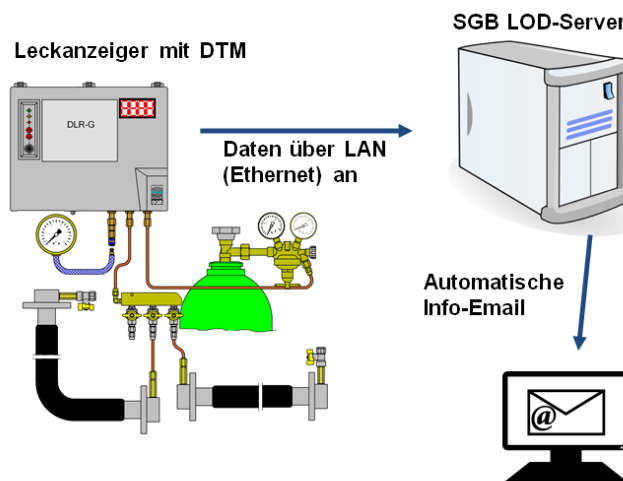 SGB LOD-Server
Leckanzeiger mit DTM
DLR-G
Daten über LAN
(Ethernet) an
Automatische
Info-Email
@